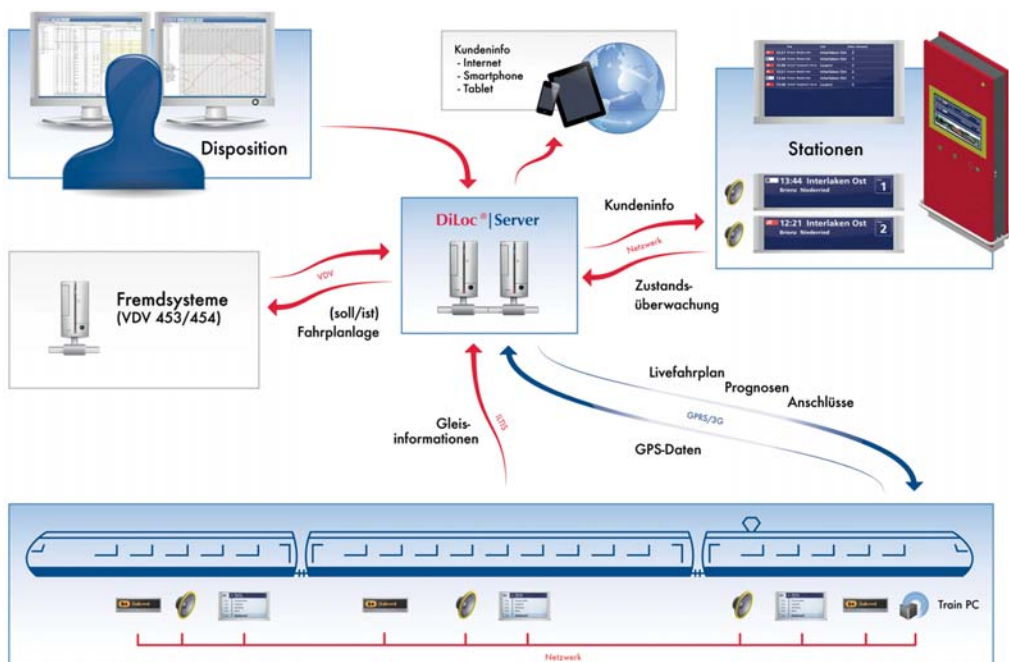 Disposition
Kundeninfo
- Internet
- Smartphone
- Tablet
Stationen
13:44 Interlaken Ost
Brienz Niederried
1
12:21 Interlaken Ost
Brienz Niederried
2
DiLoc®|Server
Kundeninfo
Netzwerk
Zustands-
überwachung
VDV
Fremdsysteme
(VDV 453/454)
(soll/ist)
Fahrplanlage
Livefahrplan
Prognosen
Anschlüsse
GPRS/3G
GPS-Daten
Gleis-
informationen
ILTIS
Train PC
Netzwerk